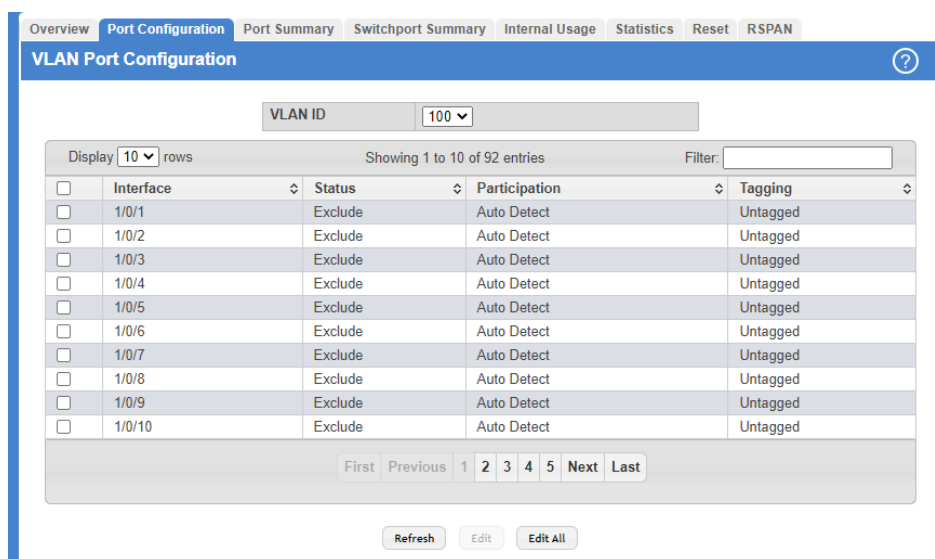 Overview Port Configuration Port Summary Switchport Summary Internal Usage Statistics Reset RSPAN
VLAN Port Configuration ?
VLAN ID 100
Display 10 rows Showing 1 to 10 of 92 entries Filter:
Interface Status Participation Tagging
1/0/1 Exclude Auto Detect Untagged
1/0/2 Exclude Auto Detect Untagged
1/0/3 Exclude Auto Detect Untagged
1/0/4 Exclude Auto Detect Untagged
1/0/5 Exclude Auto Detect Untagged
1/0/6 Exclude Auto Detect Untagged
1/0/7 Exclude Auto Detect Untagged
1/0/8 Exclude Auto Detect Untagged
1/0/9 Exclude Auto Detect Untagged
1/0/10 Exclude Auto Detect Untagged
First Previous 1 2 3 4 5 Next Last
Refresh Edit Edit All